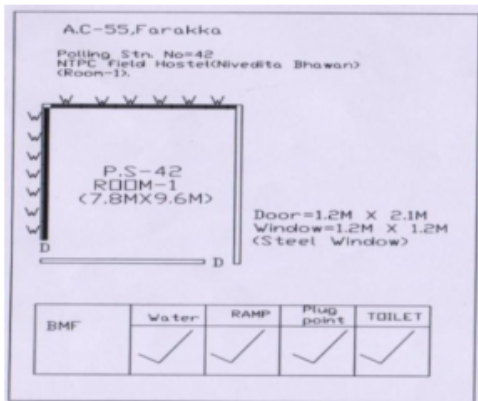 A.C-55,Farakka
Polling Stn. No=42
NTPC field Hostel(Nivedita Bhawan)
(Room-1).
W W W W W W
W
W
W
W
W
W
W
P.S-42
ROOM-1
(7.8MX9.6M)
Door=1.2M X 2.1M
Window=1.2M X 1.2M
(Steel Window)
D
D
BMF
Water
RAMP
Plug
point
TOILET